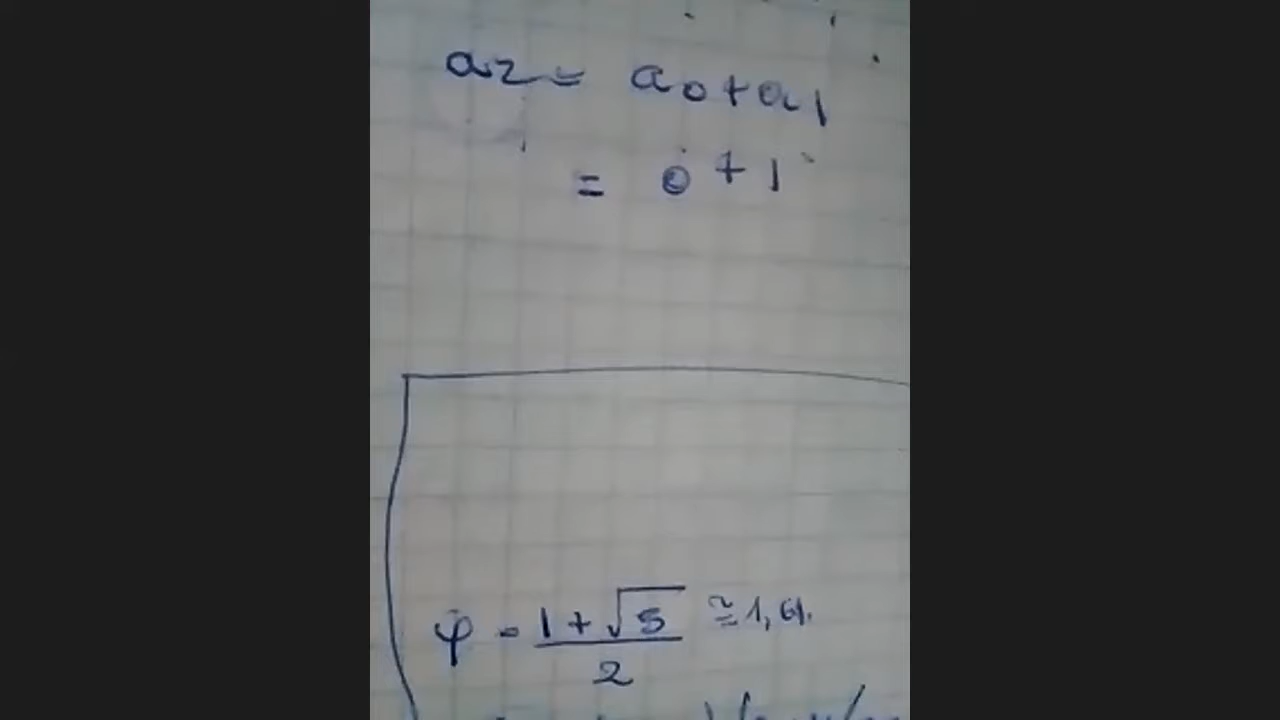 a2 = a0 + a1
= 0 + 1
φ = 1 + √5 / 2 ≅ 1,61.